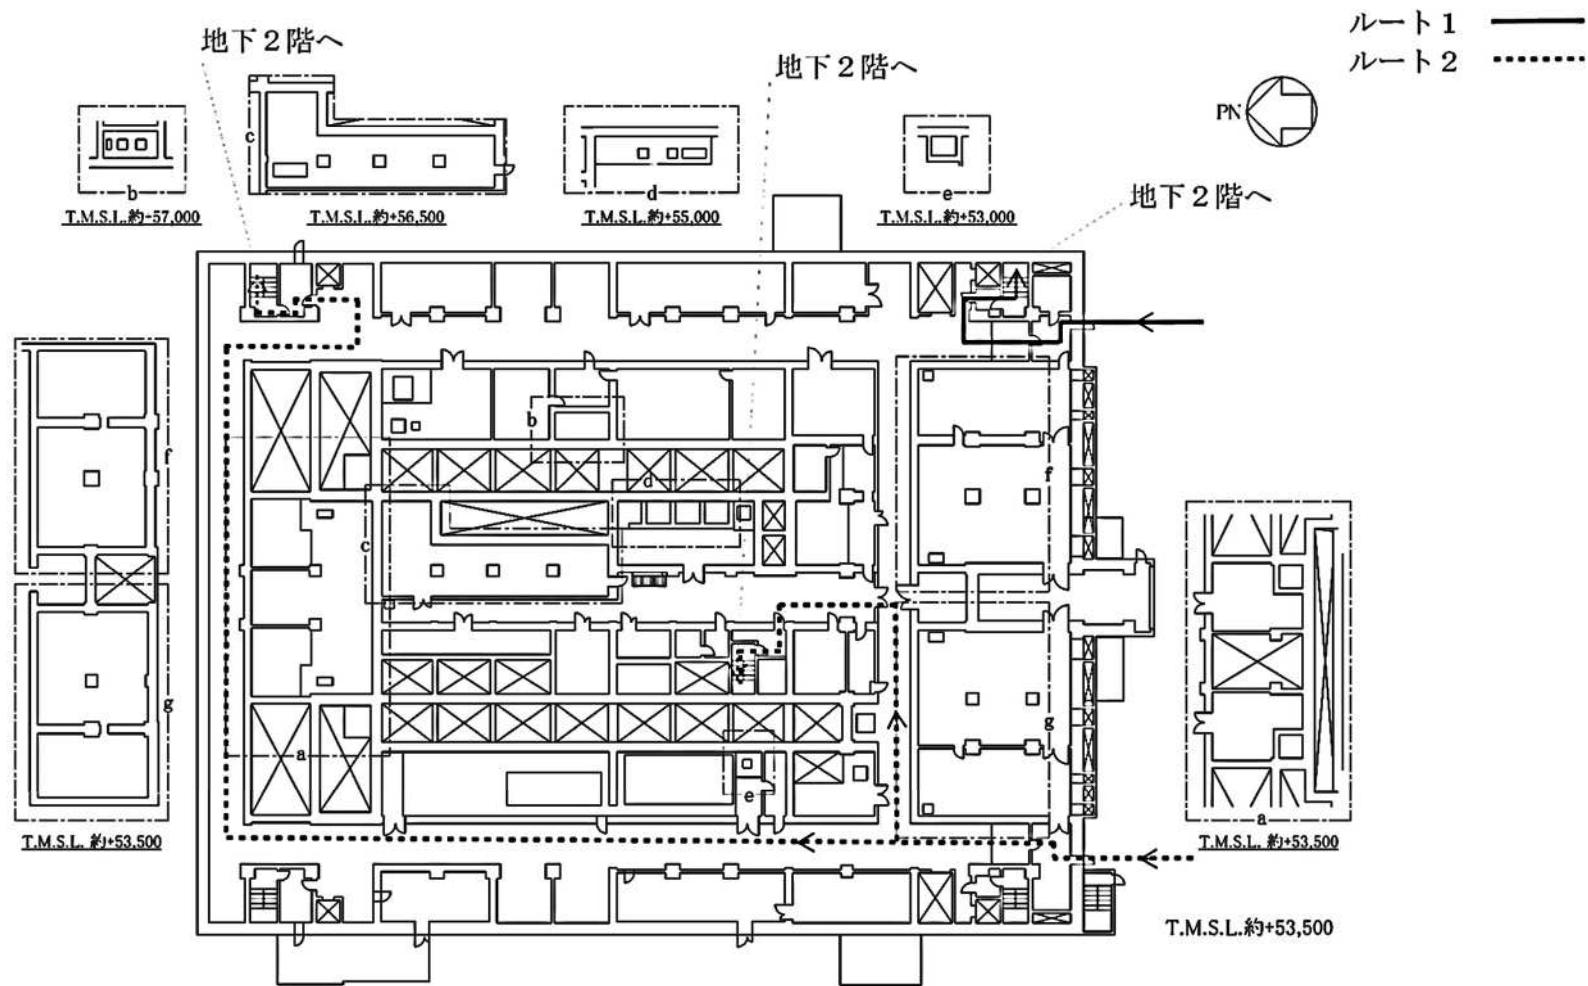 ルート1
ルート2
地下2階へ
地下2階へ
PN
地下2階へ
c
b
d
e
T.M.S.L.約+57,000
T.M.S.L.約+56,500
T.M.S.L.約+55,000
T.M.S.L.約+53,000
b
f
f
d
c
g
g
a
e
a
T.M.S.L. 約+53,500
T.M.S.L. 約+53,500
T.M.S.L.約+53,500